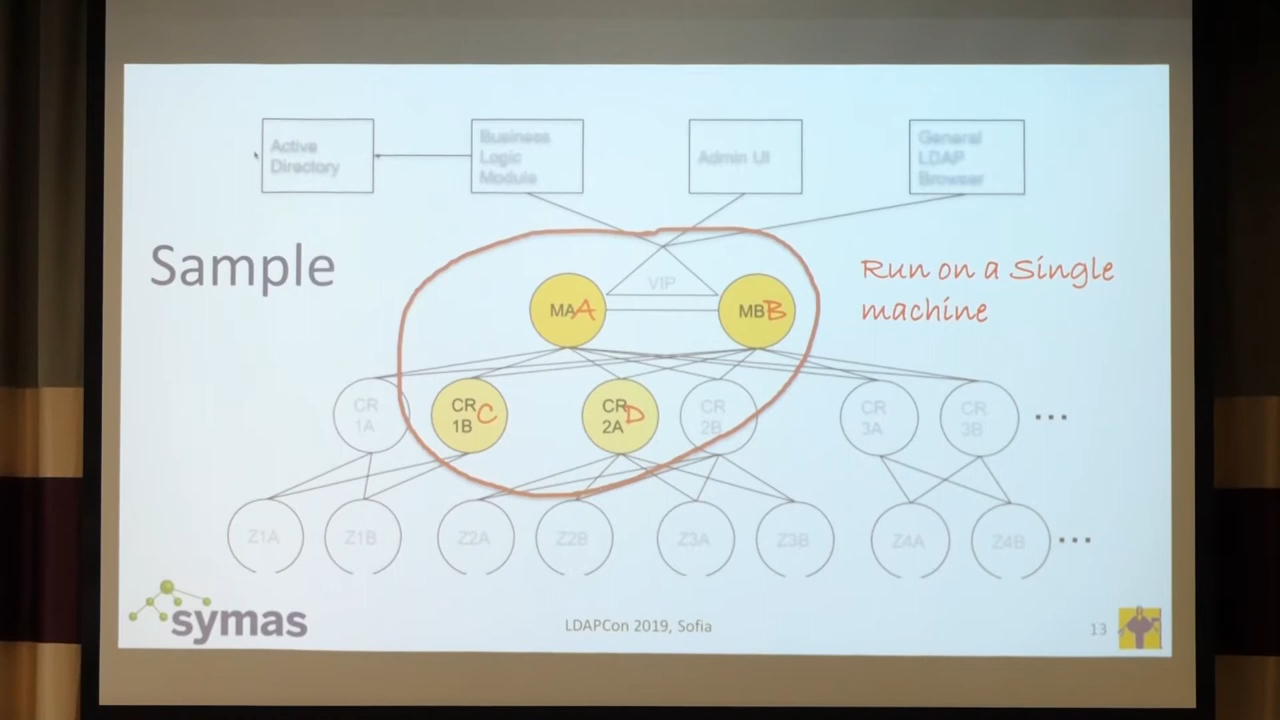 Active
Directory
Business
Logic
Module
Admin UI
General
LDAP
Browser
Sample
VIP
Run on a Single
machine
MA A
MB B
CR
1A
CR C
1B
CR D
2A
CR
2B
CR
3A
CR
3B
...
Z1A
Z1B
Z2A
Z2B
Z3A
Z3B
Z4A
Z4B
...
symas
LDAPCon 2019, Sofia
13